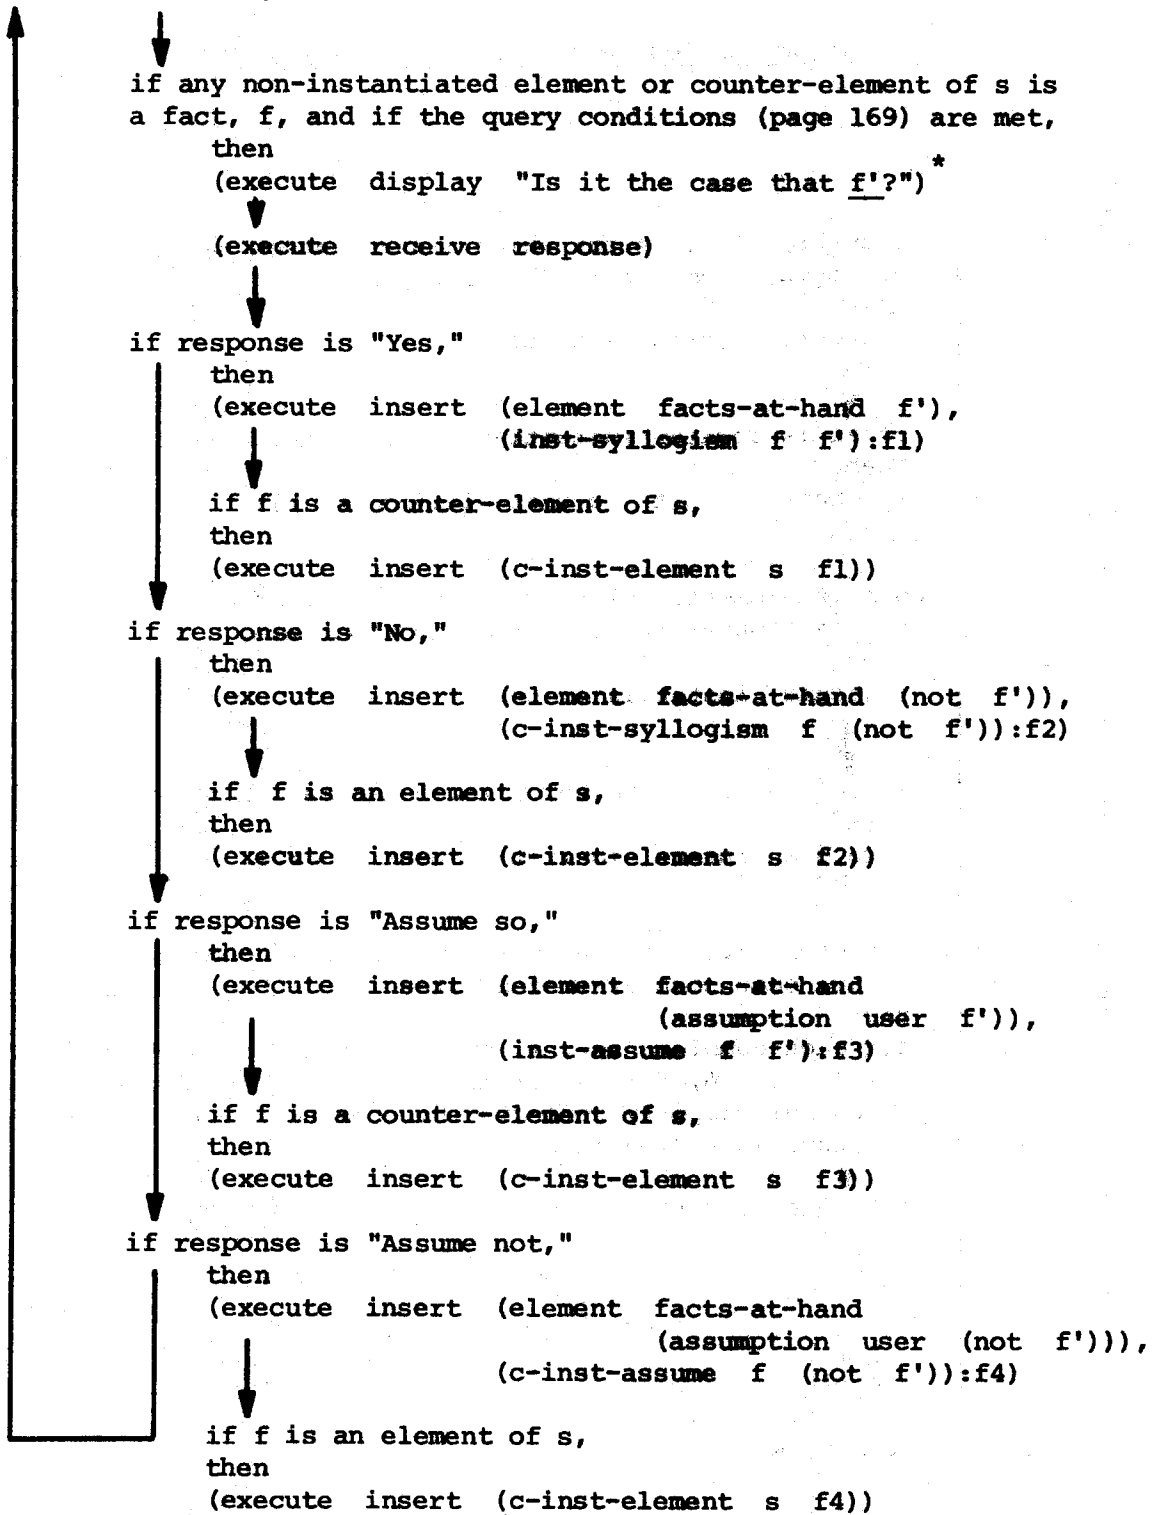 if any non-instantiated element or counter-element of s is
a fact, f, and if the query conditions (page 169) are met,
then
(execute display "Is it the case that f'?")*
(execute receive response)
if response is "Yes,"
then
(execute insert (element facts-at-hand f'),
(inst-syllogism f f'):f1)
if f is a counter-element of s,
then
(execute insert (c-inst-element s f1))
if response is "No,"
then
(execute insert (element facts-at-hand (not f')),
(c-inst-syllogism f (not f')):f2)
if f is an element of s,
then
(execute insert (c-inst-element s f2))
if response is "Assume so,"
then
(execute insert (element facts-at-hand
(assumption user f')),
(inst-assume f f'):f3)
if f is a counter-element of s,
then
(execute insert (c-inst-element s f3))
if response is "Assume not,"
then
(execute insert (element facts-at-hand
(assumption user (not f'))),
(c-inst-assume f (not f')):f4)
if f is an element of s,
then
(execute insert (c-inst-element s f4))